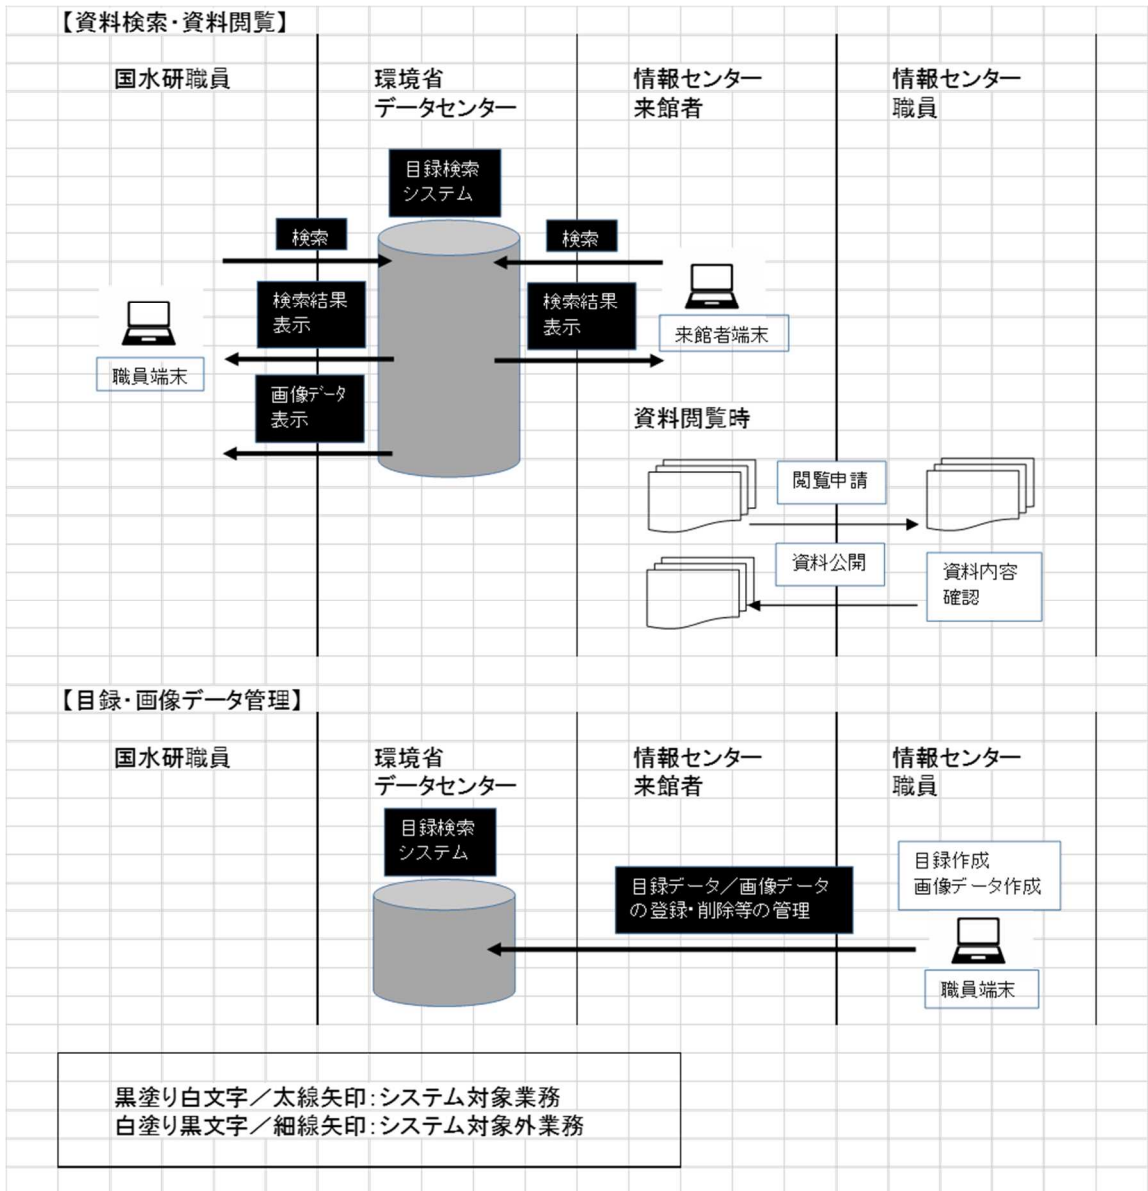 【資料検索・資料閲覧】
国水研職員
環境省
データセンター
情報センター
来館者
情報センター
職員
目録検索
システム
検索
検索
検索結果
表示
検索結果
表示
来館者端末
職員端末
画像データ
表示
資料閲覧時
閲覧申請
資料公開
資料内容
確認
【目録・画像データ管理】
国水研職員
環境省
データセンター
情報センター
来館者
情報センター
職員
目録検索
システム
目録データ／画像データ
の登録・削除等の管理
目録作成
画像データ作成
職員端末
黒塗り白文字／太線矢印：システム対象業務
白塗り黒文字／細線矢印：システム対象外業務